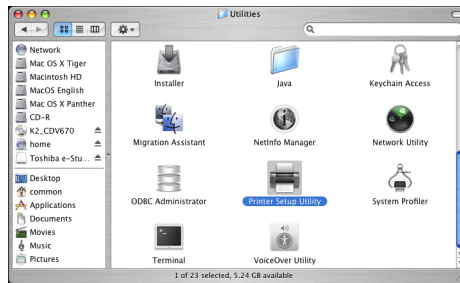 Utilities
Network
Mac OS X Tiger
Macintosh HD
MacOS English
Mac OS X Panther
CD-R
K2_CDV670
home
Toshiba e-Stu...
Desktop
common
Applications
Documents
Movies
Music
Pictures
Installer
Java
Keychain Access
Migration Assistant
NetInfo Manager
Network Utility
ODBC Administrator
Printer Setup Utility
System Profiler
Terminal
VoiceOver Utility
1 of 23 selected, 5.24 GB available